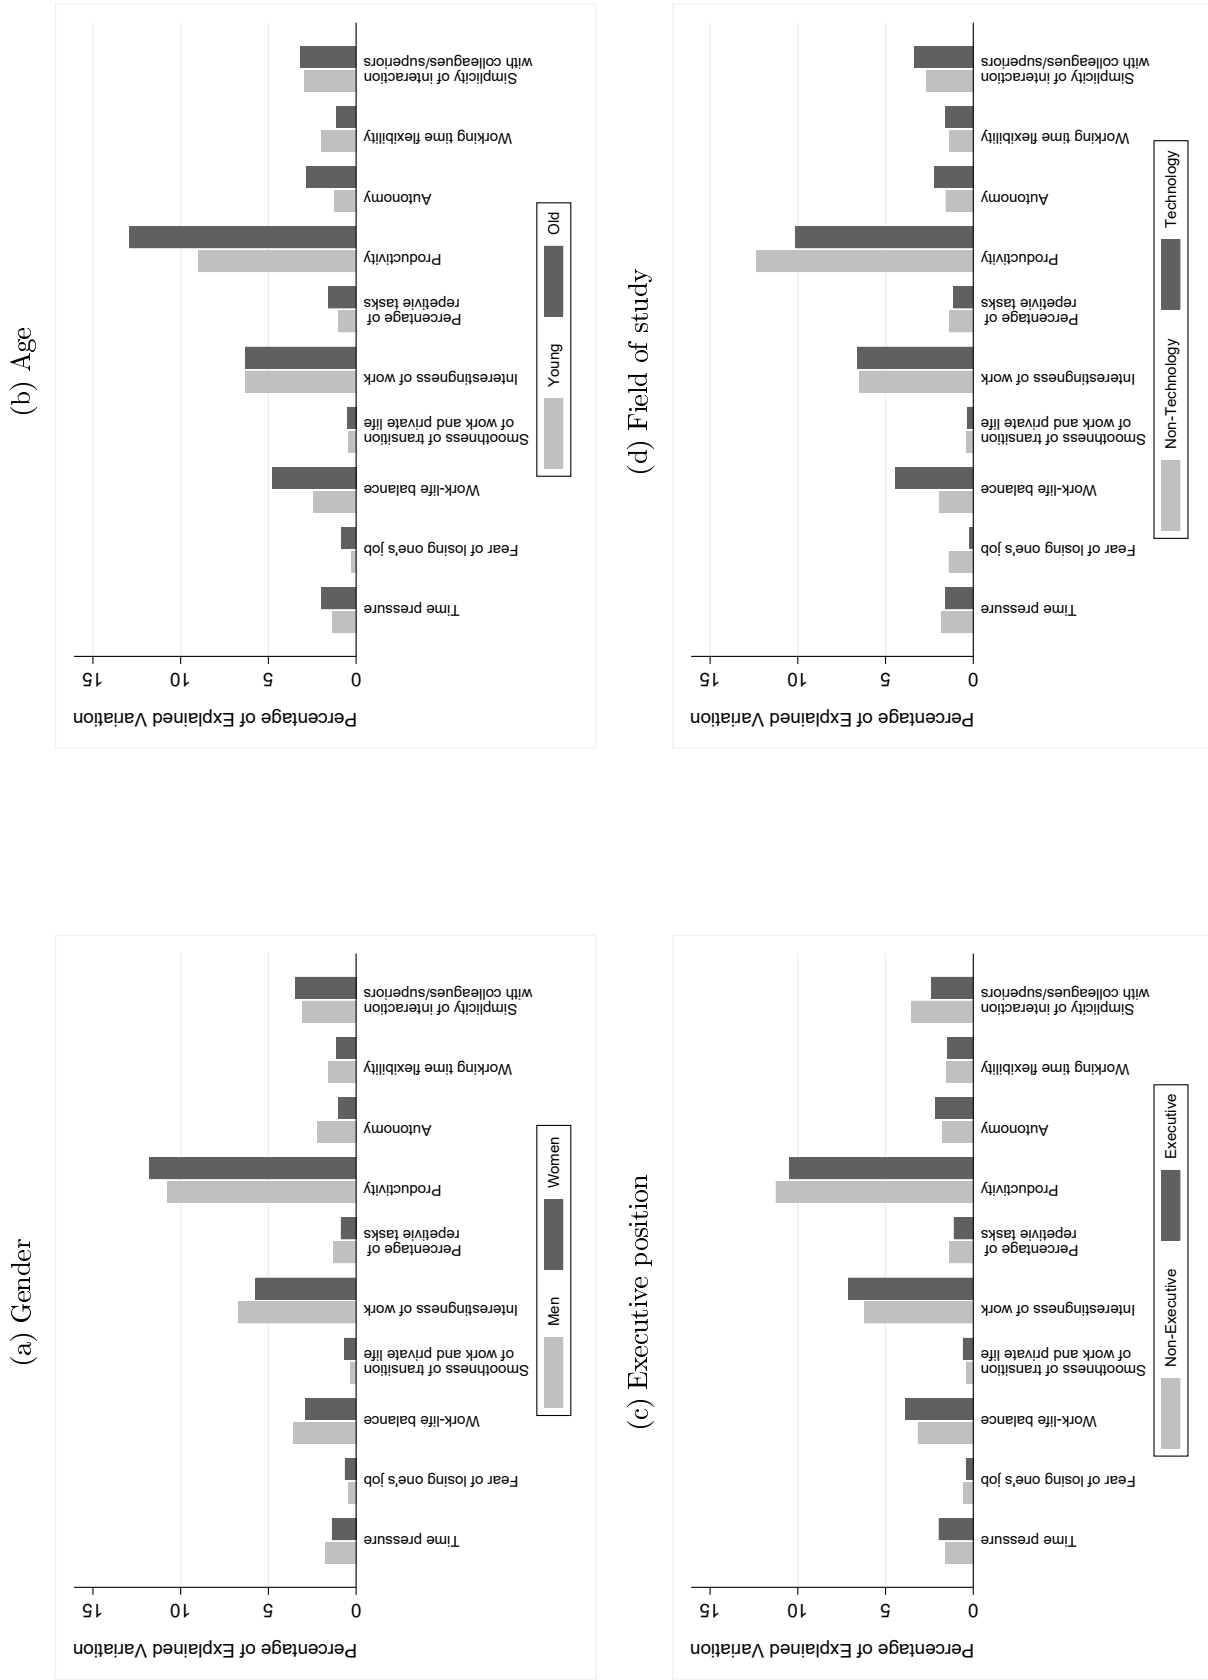 (a) Gender
Percentage of Explained Variation
0
5
10
15
Time pressure
Fear of losing one's job
Work-life balance
Smoothness of transition
of work and private life
Interestingness of work
Percentage of
repetivie tasks
Productivity
Autonomy
Working time flexibility
Simplicity of interaction
with colleagues/superiors
Men
Women
(b) Age
Percentage of Explained Variation
0
5
10
15
Time pressure
Fear of losing one's job
Work-life balance
Smoothness of transition
of work and private life
Interestingness of work
Percentage of
repetivie tasks
Productivity
Autonomy
Working time flexibility
Simplicity of interaction
with colleagues/superiors
Young
Old
(c) Executive position
Percentage of Explained Variation
0
5
10
15
Time pressure
Fear of losing one's job
Work-life balance
Smoothness of transition
of work and private life
Interestingness of work
Percentage of
repetivie tasks
Productivity
Autonomy
Working time flexibility
Simplicity of interaction
with colleagues/superiors
Non-Executive
Executive
(d) Field of study
Percentage of Explained Variation
0
5
10
15
Time pressure
Fear of losing one's job
Work-life balance
Smoothness of transition
of work and private life
Interestingness of work
Percentage of
repetivie tasks
Productivity
Autonomy
Working time flexibility
Simplicity of interaction
with colleagues/superiors
Non-Technology
Technology